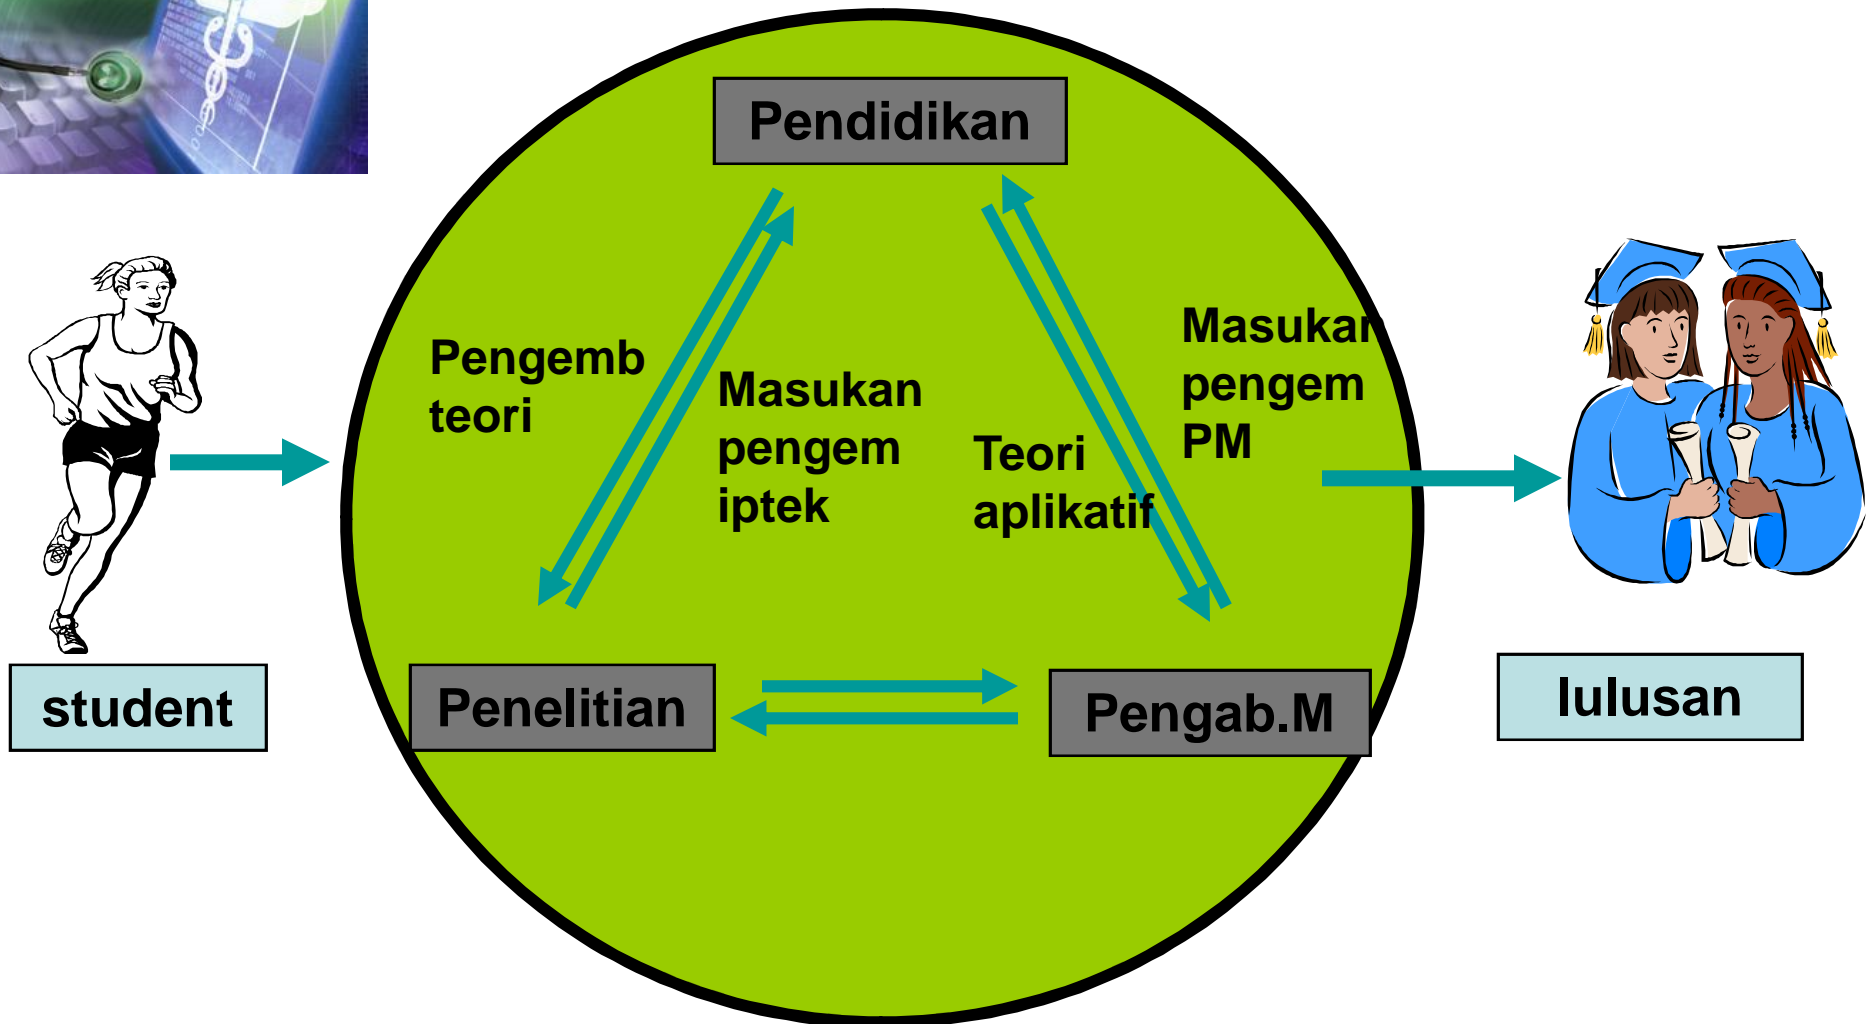 Pendidikan
Pengemb
teori
Masukan
pengem
iptek
Teori
aplikatif
Masukan
pengem
PM
student
Penelitian
Pengab.M
lulusan